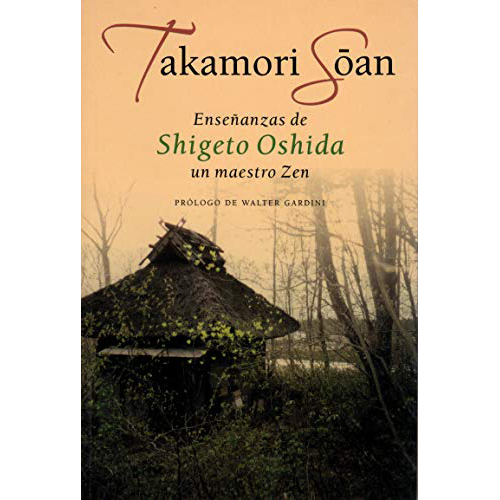 Takamori Sōan
Enseñanzas de
Shigeto Oshida
un maestro Zen
PRÓLOGO DE WALTER GARDINI